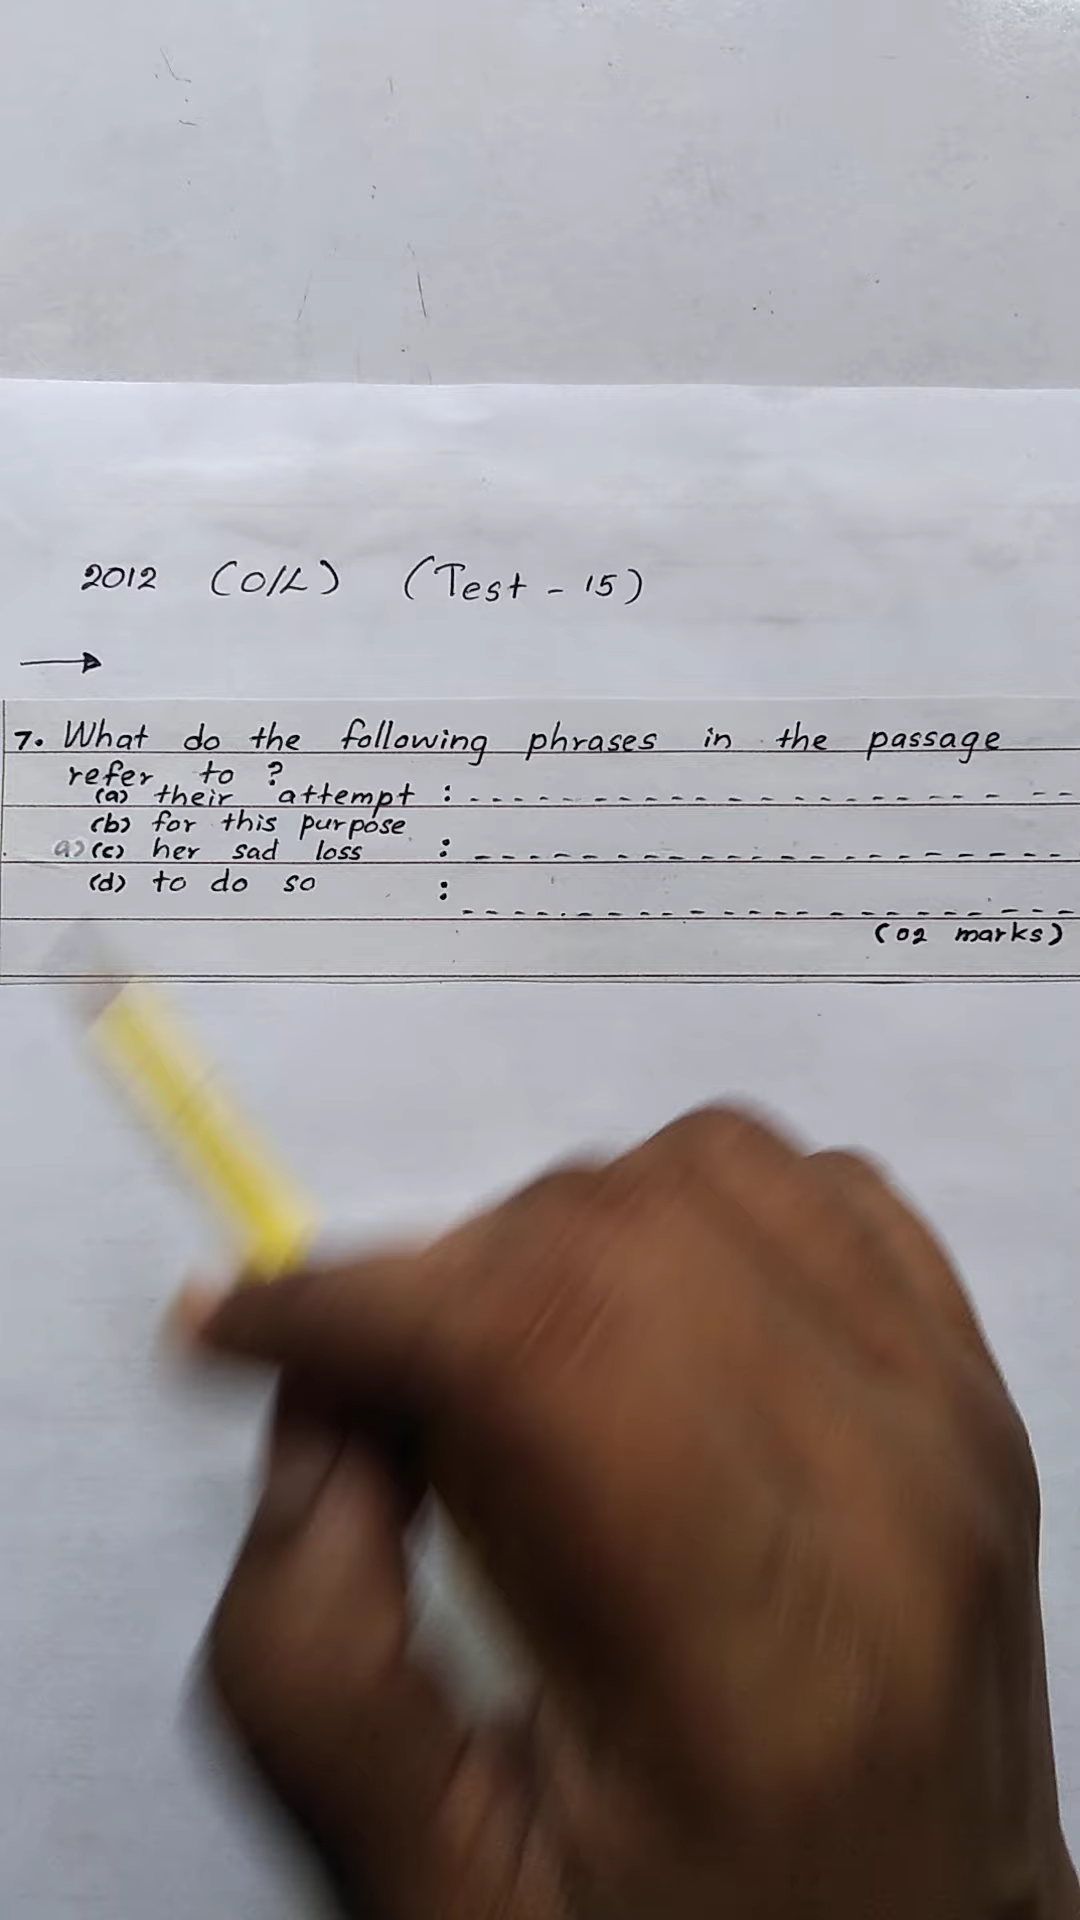 2012 (O/L) (Test - 15)
7. What do the following phrases in the passage
refer to ?
(a) their attempt :
(b) for this purpose
a) (c) her sad loss :
(d) to do so :
(02 marks)